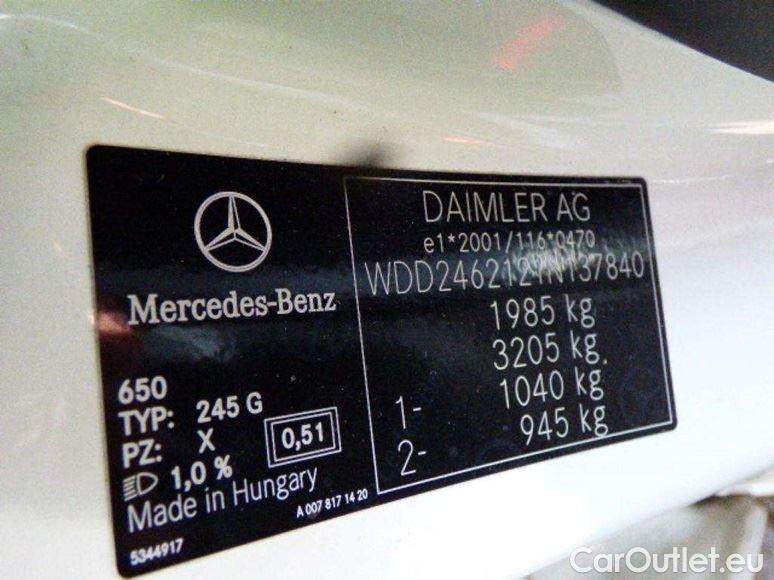 Mercedes-Benz
650
TYP: 245 G
PZ: X
1,0 %
0,51
Made in Hungary
A 007 817 14 20
5344917
DAIMLER AG
e1*2001/116*0470
1985 kg
3205 kg
1- 1040 kg
2- 945 kg
CarOutlet.eu